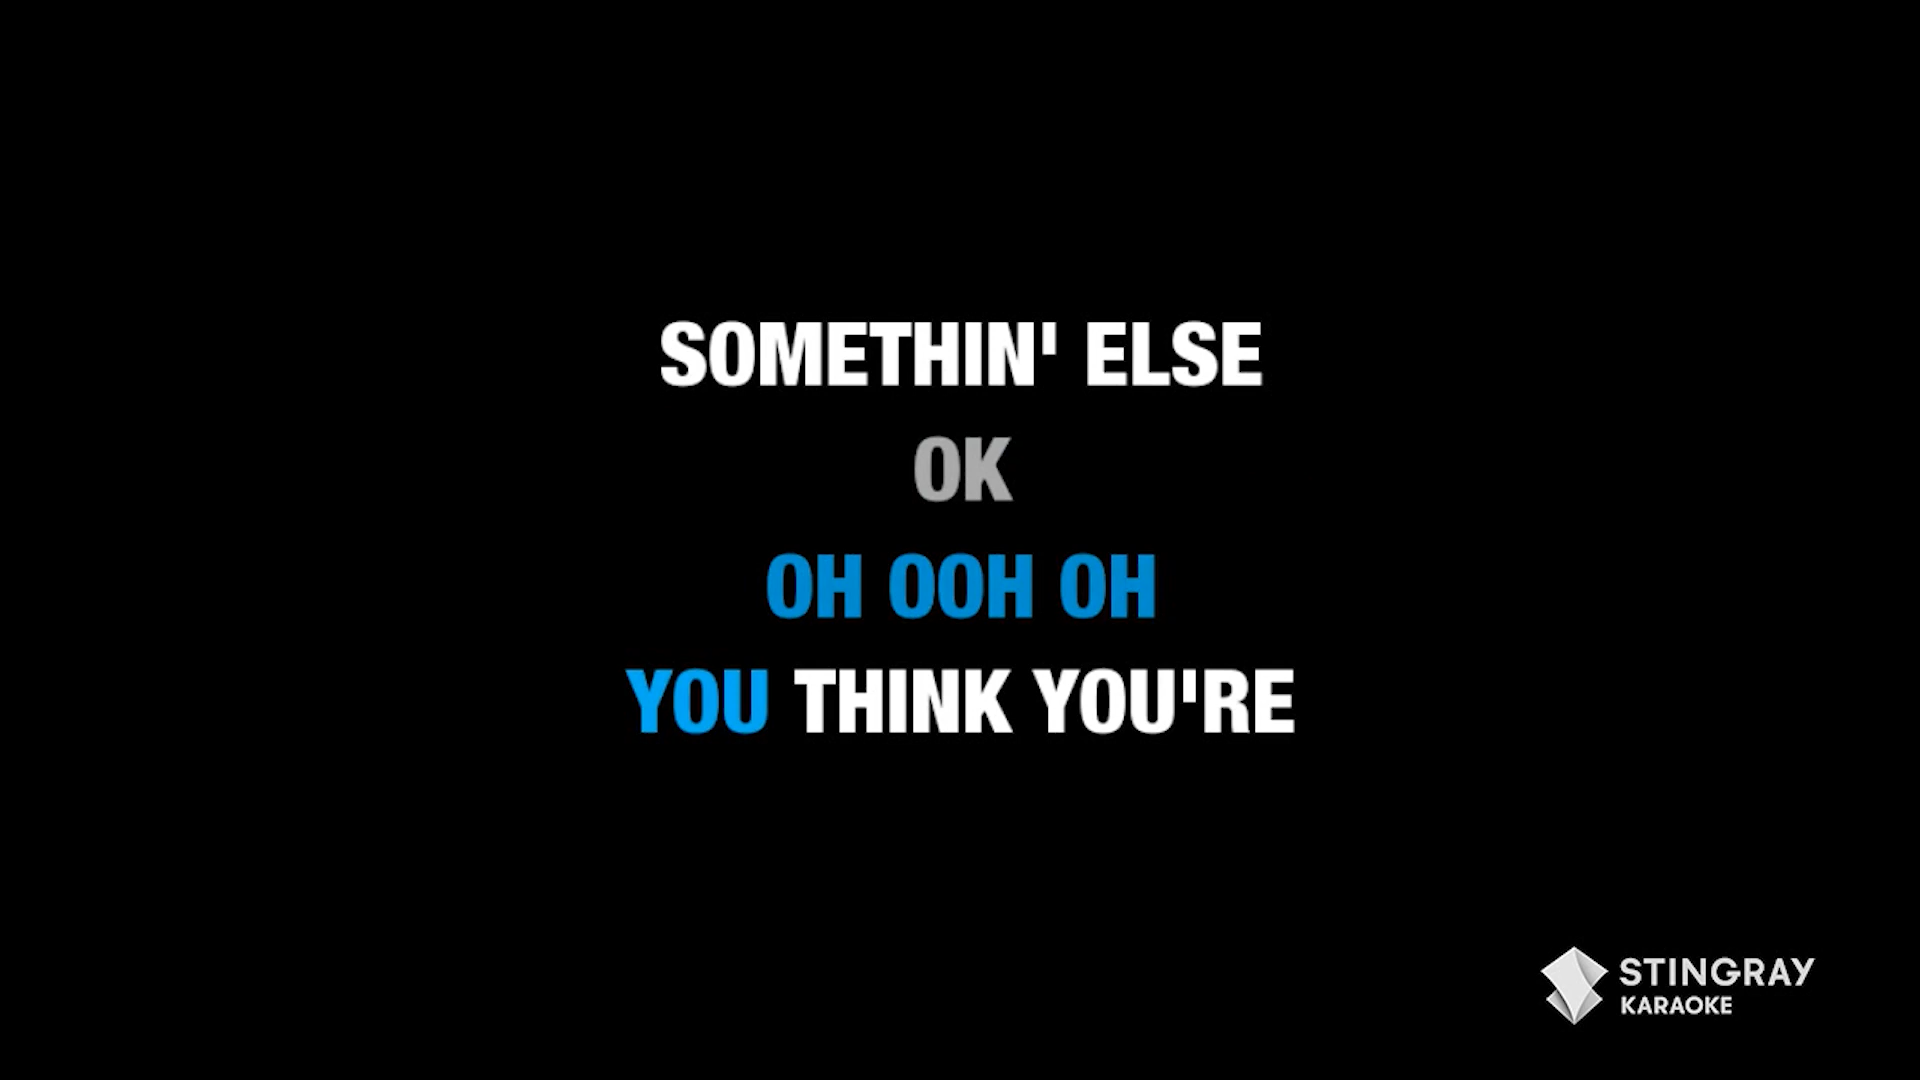 SOMETHIN' ELSE
OK
OH OOH OH
YOU THINK YOU'RE
STINGRAY
KARAOKE